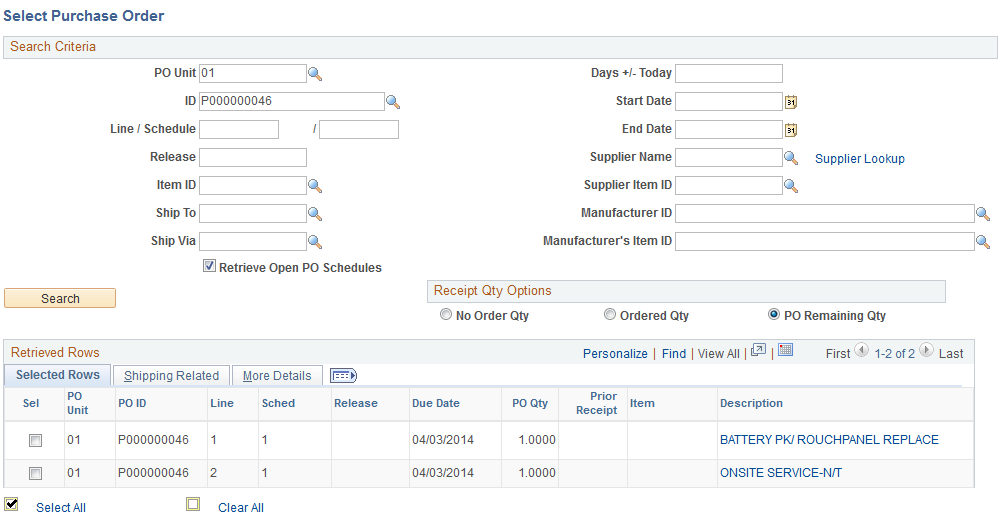 Select Purchase Order
Search Criteria
PO Unit 01
Days +/- Today
ID P000000046
Start Date 31
Line / Schedule /
End Date 31
Release
Supplier Name Supplier Lookup
Item ID
Supplier Item ID
Ship To
Manufacturer ID
Ship Via
Manufacturer's Item ID
Retrieve Open PO Schedules
Search
Receipt Qty Options
No Order Qty Ordered Qty PO Remaining Qty
Retrieved Rows Personalize | Find | View All | | First 1-2 of 2 Last
Selected Rows Shipping Related More Details
Sel PO Unit PO ID Line Sched Release Due Date PO Qty Prior Receipt Item Description
01 P000000046 1 1 04/03/2014 1.0000 BATTERY PK/ ROUCHPANEL REPLACE
01 P000000046 2 1 04/03/2014 1.0000 ONSITE SERVICE-N/T
Select All Clear All